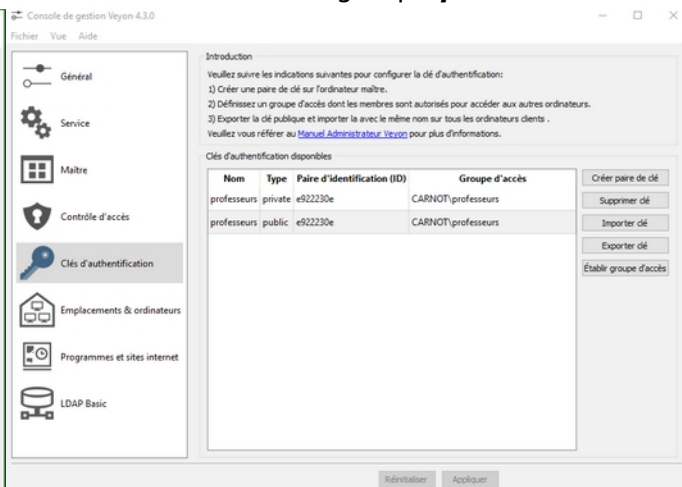 Console de gestion Veyon 4.3.0
Fichier Vue Aide
Général
Service
Maître
Contrôle d'accès
Clés d'authentification
Emplacements & ordinateurs
Programmes et sites internet
LDAP Basic
Introduction
Veuillez suivre les indications suivantes pour configurer la clé d'authentification:
1) Créer une paire de clé sur l'ordinateur maître.
2) Définissez un groupe d'accès dont les membres sont autorisés pour accéder aux autres ordinateurs.
3) Exporter la clé publique et importer la avec le même nom sur tous les ordinateurs clients .
Veuillez vous référer au Manuel Administrateur Veyon pour plus d'informations.
Clés d'authentification disponibles
Nom Type Paire d'identification (ID) Groupe d'accès
professeurs private e922230e CARNOT\professeurs
professeurs public e922230e CARNOT\professeurs
Créer paire de clé
Supprimer clé
Importer clé
Exporter clé
Établir groupe d'accès
Réinitialiser Appliquer